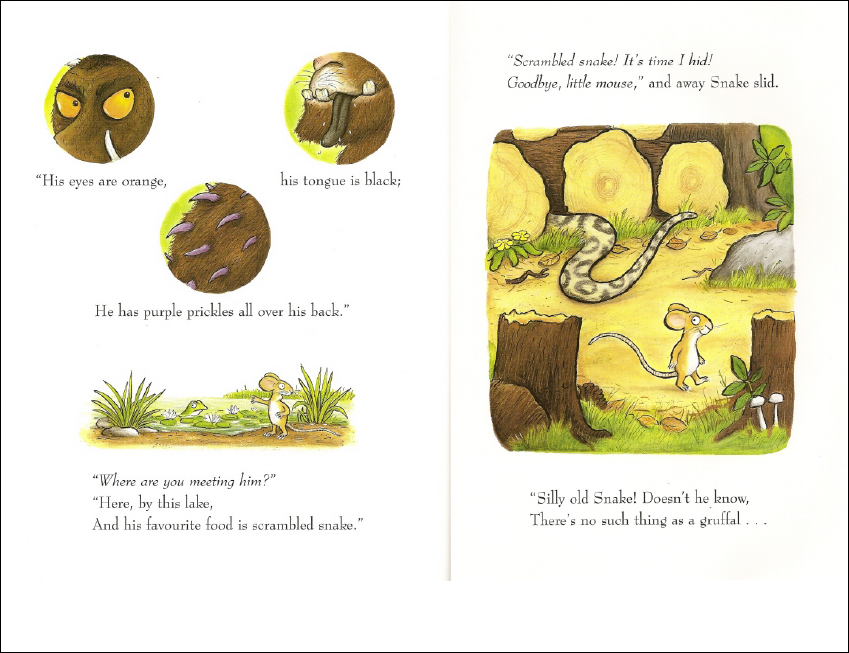 “His eyes are orange,
his tongue is black;
He has purple prickles all over his back.”
“Where are you meeting him?”
“Here, by this lake,
And his favourite food is scrambled snake.”
“Scrambled snake! It’s time I hid!
Goodbye, little mouse,” and away Snake slid.
“Silly old Snake! Doesn’t he know,
There’s no such thing as a gruffal . . .